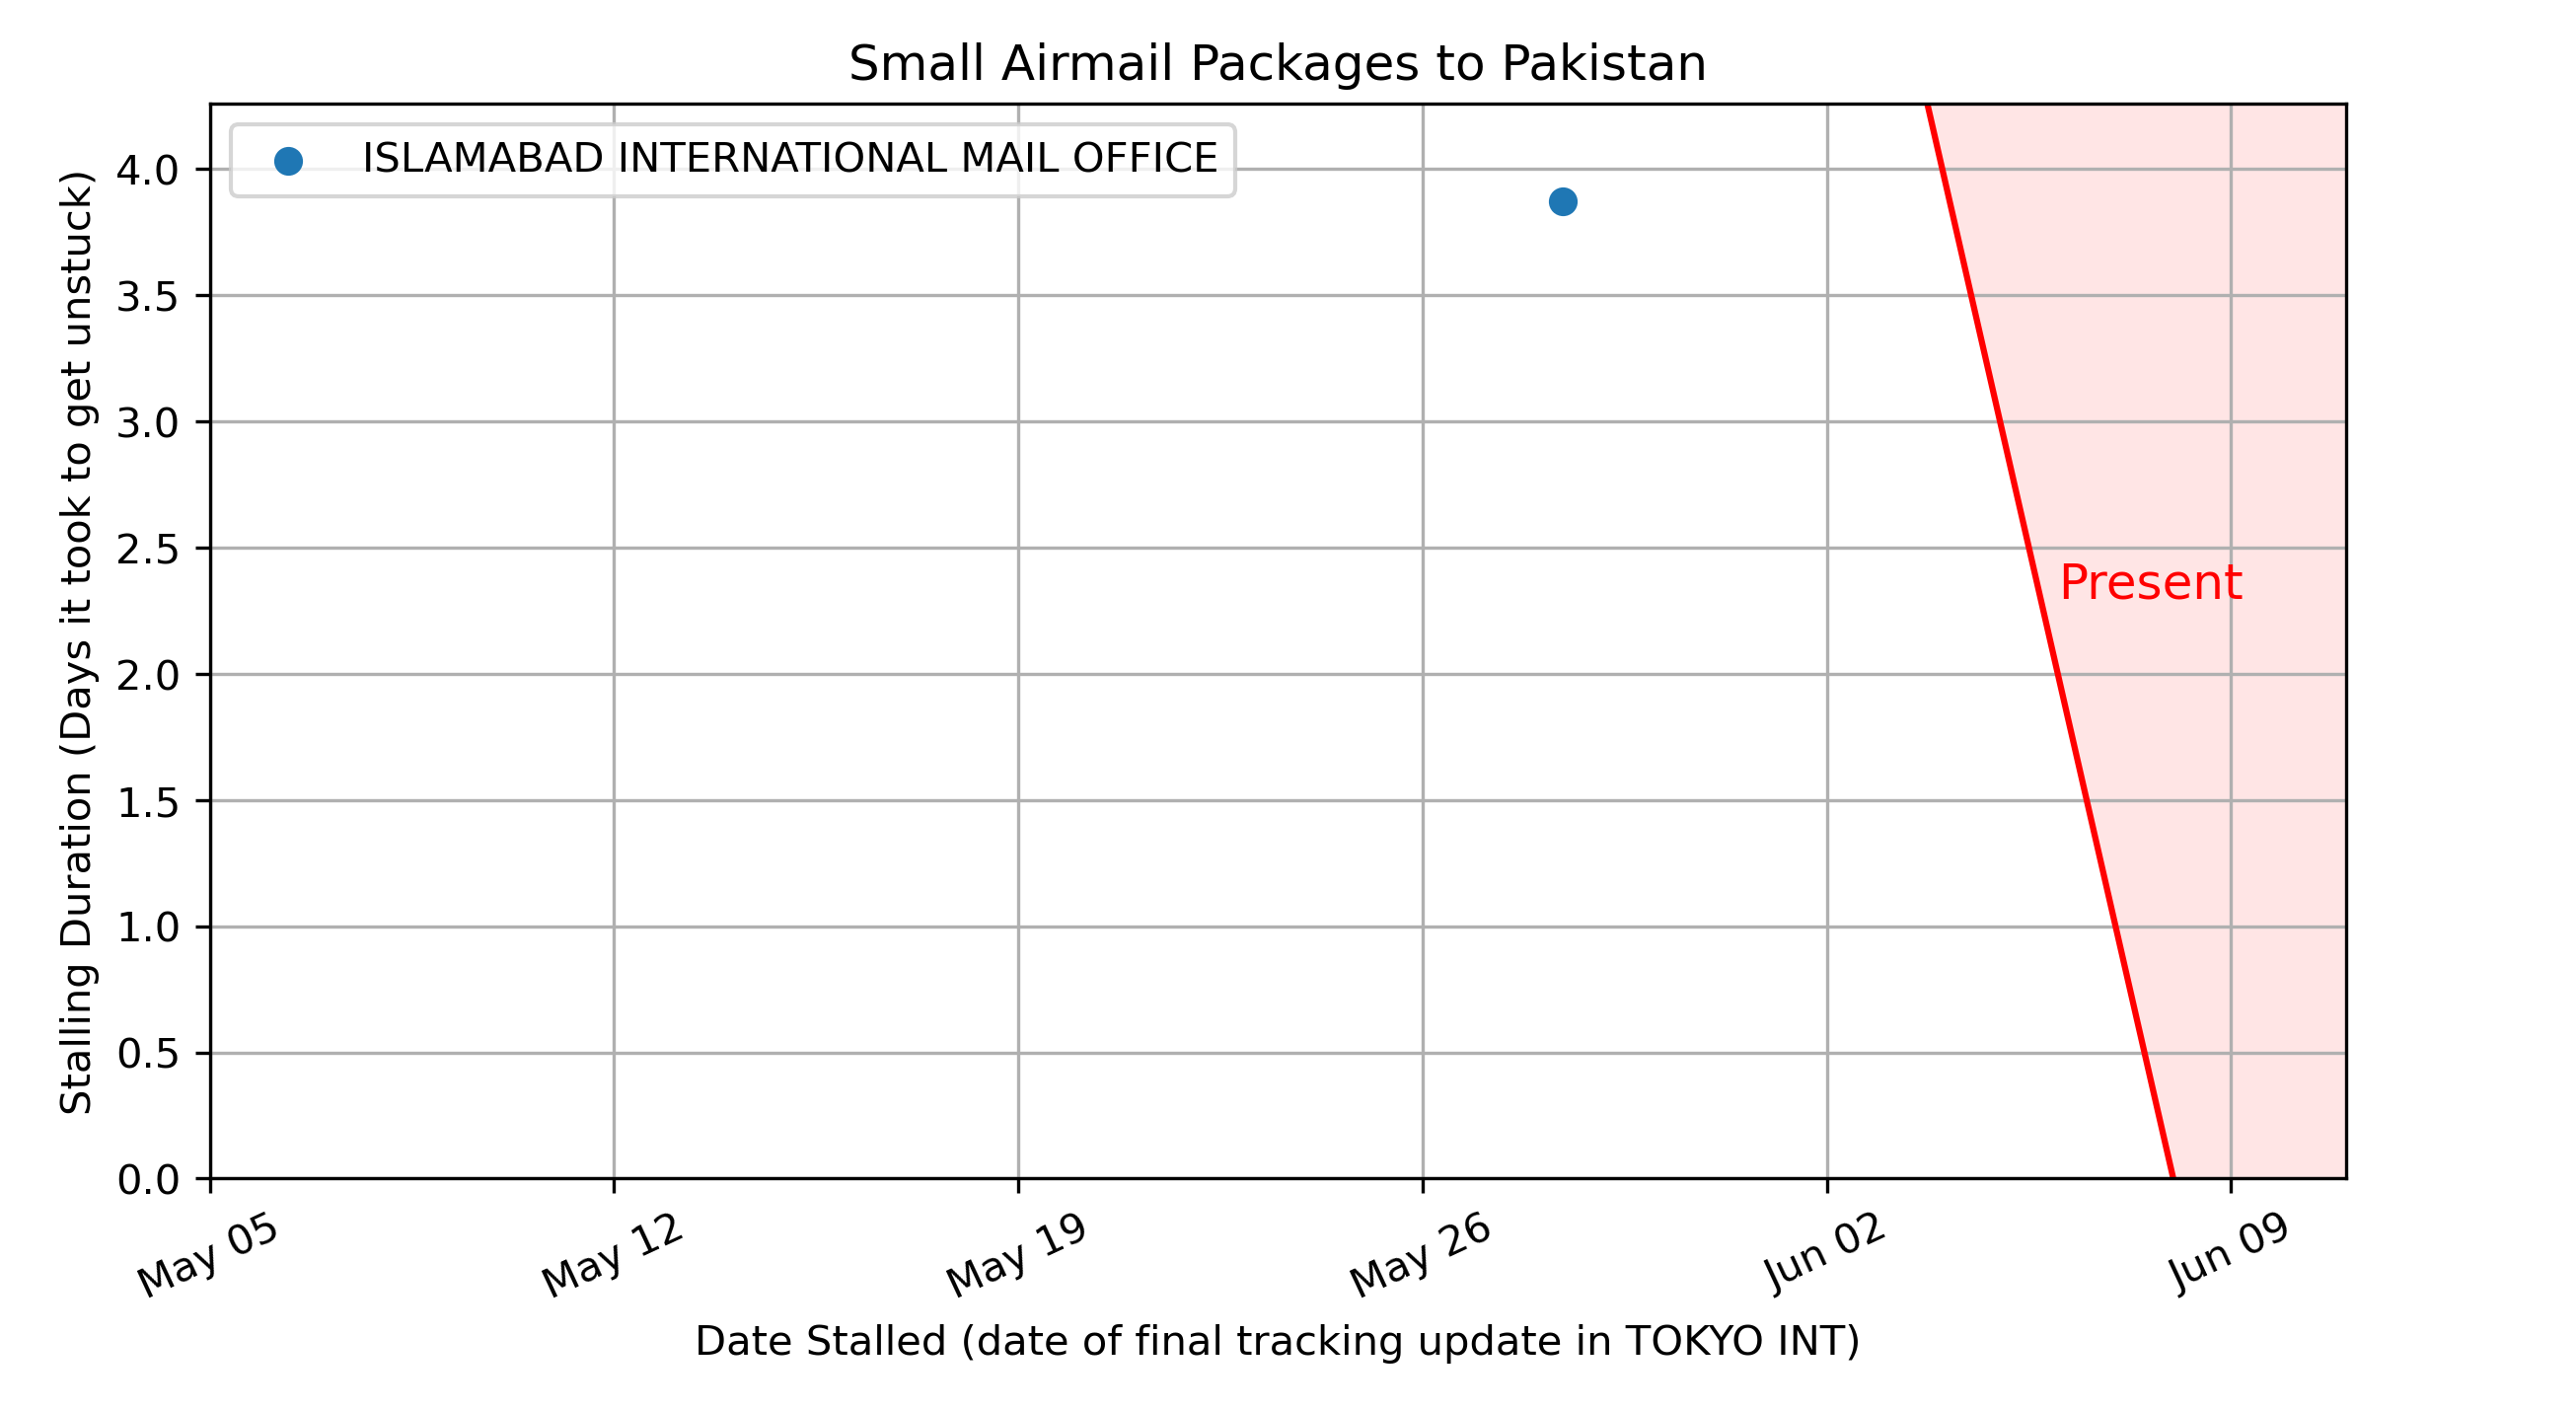 Small Airmail Packages to Pakistan
ISLAMABAD INTERNATIONAL MAIL OFFICE
Stalling Duration (Days it took to get unstuck)
4.0
3.5
3.0
2.5
2.0
1.5
1.0
0.5
0.0
Present
May 05
May 12
May 19
May 26
Jun 02
Jun 09
Date Stalled (date of final tracking update in TOKYO INT)